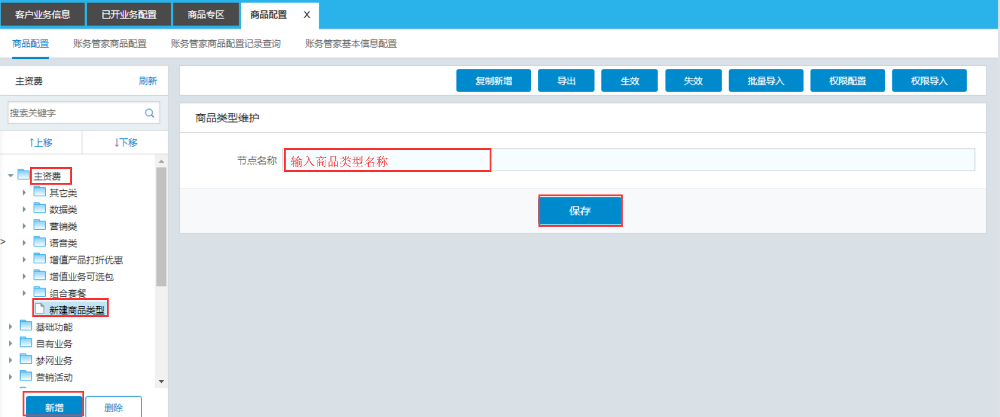 客户业务信息 已开业务配置 商品专区 商品配置 X
商品配置 账务管家商品配置 账务管家商品配置记录查询 账务管家基本信息配置
主资费 刷新
搜索关键字
↑上移 ↓下移
主资费
其它类
数据类
营销类
>
语音类
增值产品打折优惠
增值业务可选包
组合套餐
新建商品类型
基础功能
自有业务
梦网业务
营销活动
新增 删除
复制新增 导出 生效 失效 批量导入 权限配置 权限导入
商品类型维护
节点名称 输入商品类型名称
保存